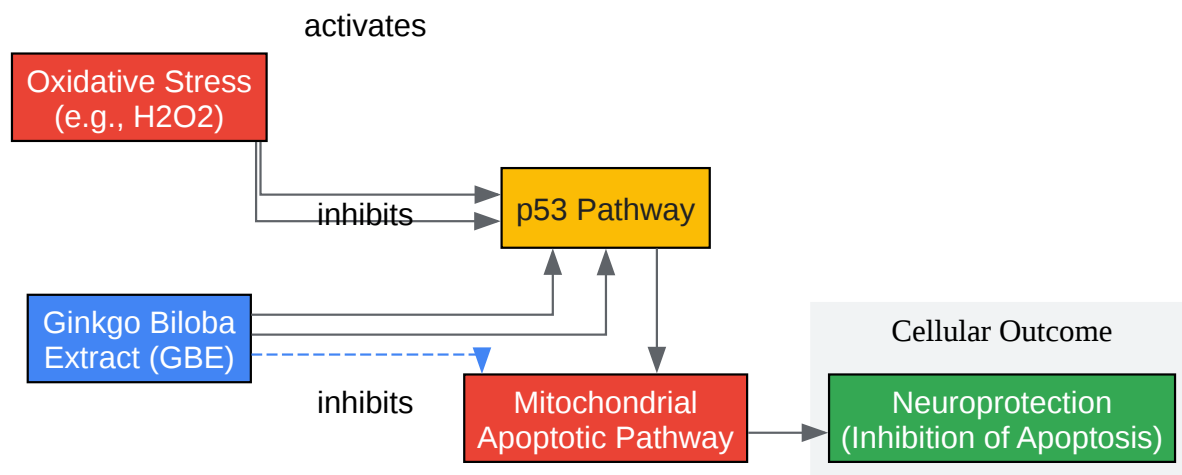 activates
Oxidative Stress
(e.g., H2O2)
p53 Pathway
inhibits
Ginkgo Biloba
Extract (GBE)
inhibits
Mitochondrial
Apoptotic Pathway
Cellular Outcome
Neuroprotection
(Inhibition of Apoptosis)